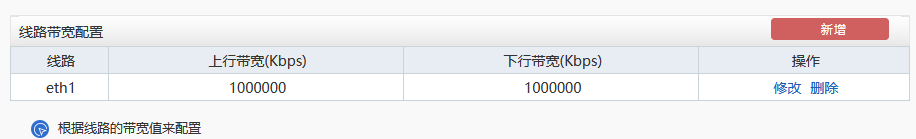 线路带宽配置 新增
线路 上行带宽(Kbps) 下行带宽(Kbps) 操作
eth1 1000000 1000000 修改 删除
根据线路的带宽值来配置